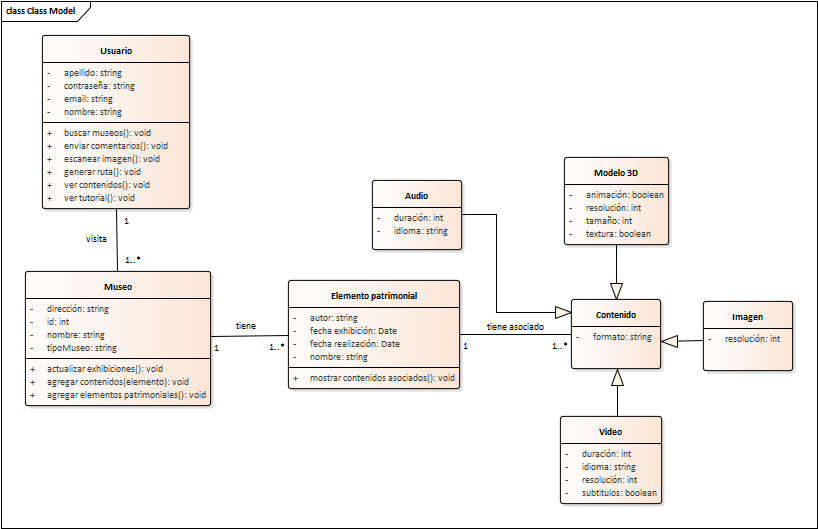 class Class Model
Usuario
- apellido: string
- contraseña: string
- email: string
- nombre: string
+ buscar museos(): void
+ enviar comentarios(): void
+ escanear imagen(): void
+ generar ruta(): void
+ ver contenidos(): void
+ ver tutorial(): void
1
visita
1..*
Museo
- dirección: string
- id: int
- nombre: string
- tipoMuseo: string
+ actualizar exhibiciones(): void
+ agregar contenidos(elemento): void
+ agregar elementos patrimoniales(): void
tiene
1
1..*
Elemento patrimonial
- autor: string
- fecha exhibición: Date
- fecha realización: Date
- nombre: string
+ mostrar contenidos asociados(): void
tiene asociado
1
1..*
Audio
- duración: int
- idioma: string
Modelo 3D
- animación: boolean
- resolución: int
- tamaño: int
- textura: boolean
Contenido
- formato: string
Imagen
- resolución: int
Video
- duración: int
- idioma: string
- resolución: int
- subtitulos: boolean